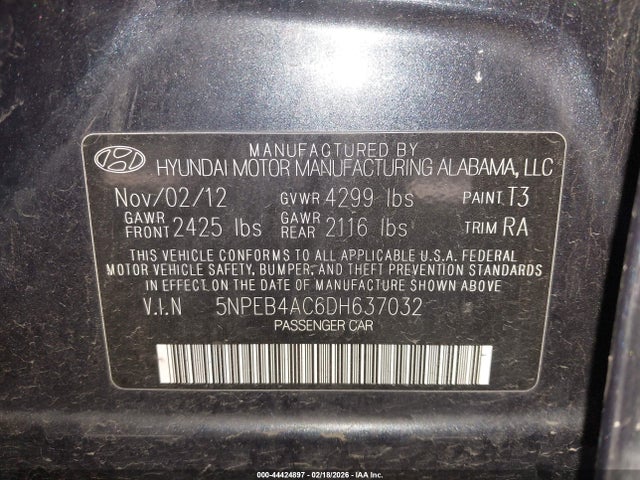 MANUFACTURED BY
HYUNDAI MOTOR MANUFACTURING ALABAMA, LLC
Nov/02/12 GVWR 4299 lbs PAINT T3
GAWR FRONT 2425 lbs GAWR REAR 2116 lbs TRIM RA
THIS VEHICLE CONFORMS TO ALL APPLICABLE U.S.A. FEDERAL
MOTOR VEHICLE SAFETY, BUMPER, AND THEFT PREVENTION STANDARDS
IN EFFECT ON THE DATE OF MANUFACTURE SHOWN ABOVE.
V.I.N 5NPEB4AC6DH637032
PASSENGER CAR
000-44424897 - 02/18/2026 - IAA Inc.